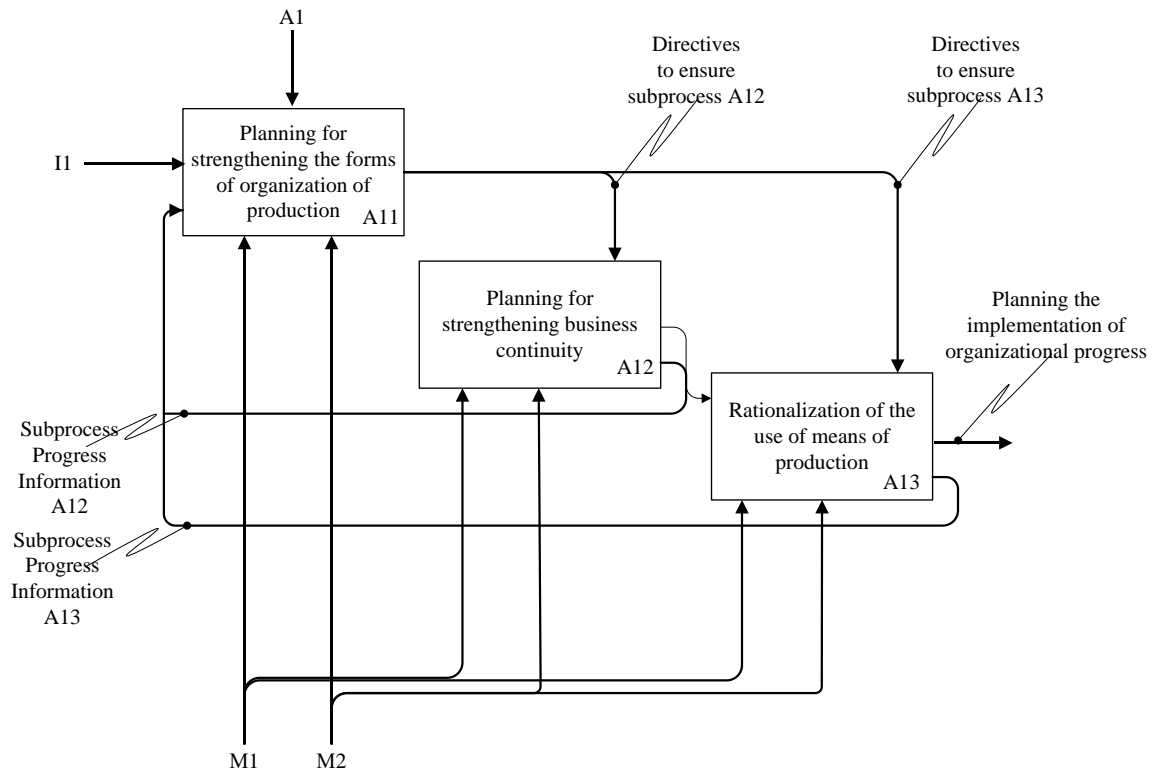 A1
Directives
to ensure
subprocess A12
Directives
to ensure
subprocess A13
I1
Planning for
strengthening the forms
of organization of
production
A11
Planning for
strengthening business
continuity
A12
Planning the
implementation of
organizational progress
Rationalization of the
use of means of
production
A13
Subprocess
Progress
Information
A12
Subprocess
Progress
Information
A13
M1
M2